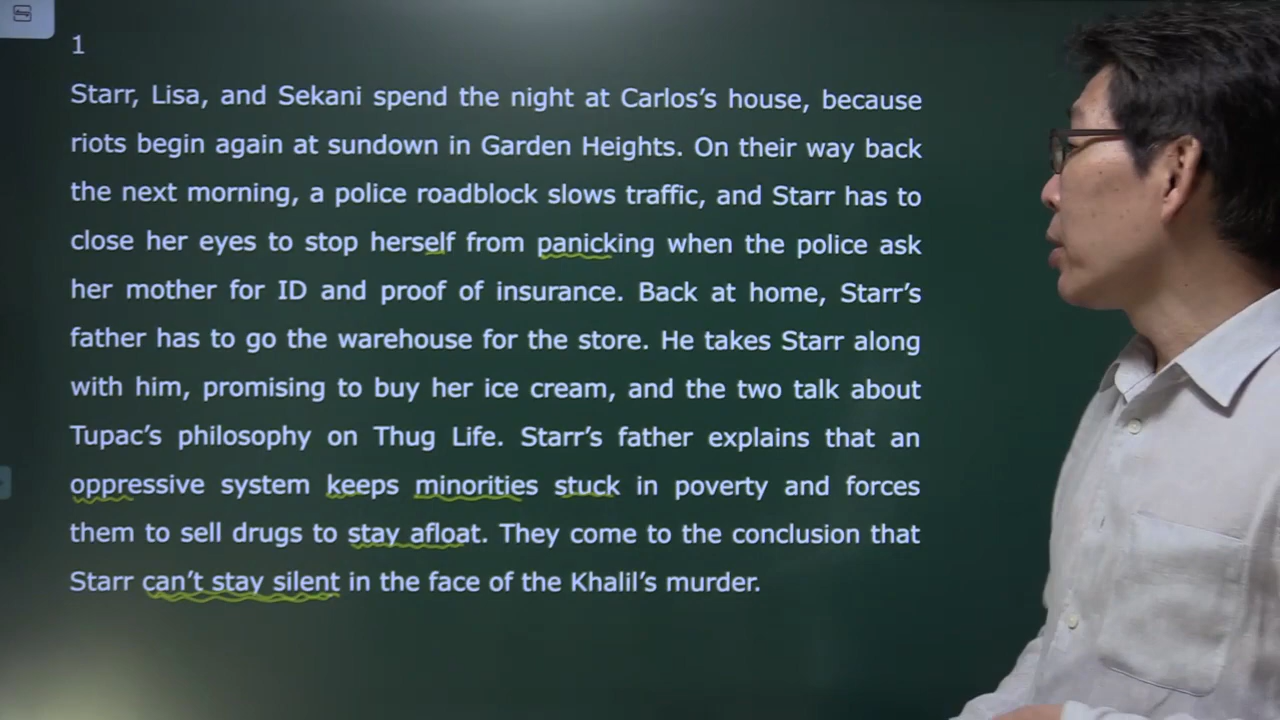 1
Starr, Lisa, and Sekani spend the night at Carlos’s house, because
riots begin again at sundown in Garden Heights. On their way back
the next morning, a police roadblock slows traffic, and Starr has to
close her eyes to stop herself from panicking when the police ask
her mother for ID and proof of insurance. Back at home, Starr’s
father has to go the warehouse for the store. He takes Starr along
with him, promising to buy her ice cream, and the two talk about
Tupac’s philosophy on Thug Life. Starr’s father explains that an
oppressive system keeps minorities stuck in poverty and forces
them to sell drugs to stay afloat. They come to the conclusion that
Starr can’t stay silent in the face of the Khalil’s murder.